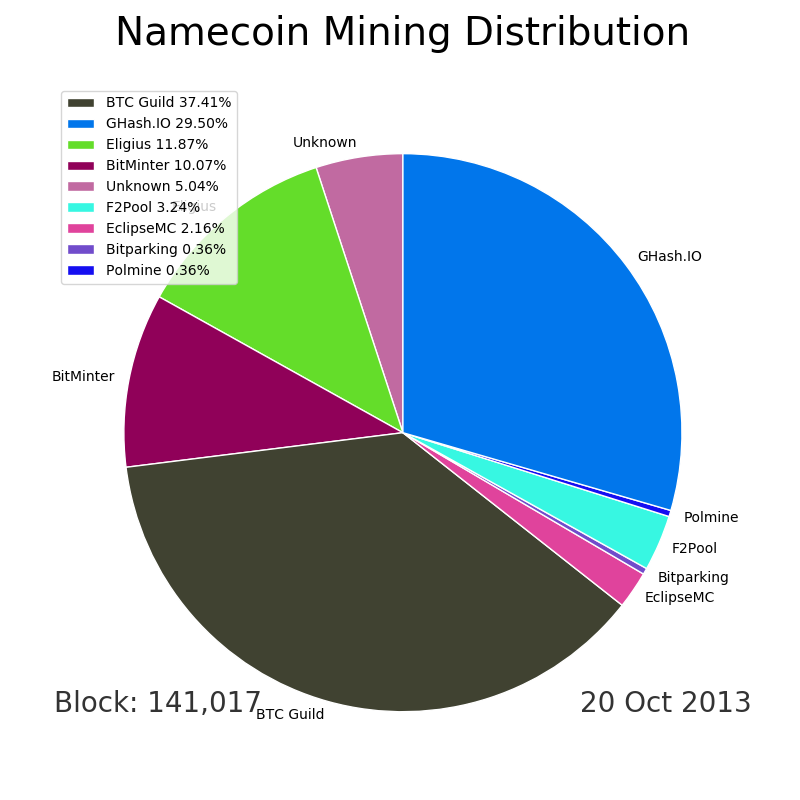 Namecoin Mining Distribution
BTC Guild 37.41%
GHash.IO 29.50%
Eligius 11.87%
BitMinter 10.07%
Unknown 5.04%
F2Pool 3.24%
EclipseMC 2.16%
Bitparking 0.36%
Polmine 0.36%
Unknown
Eligius
GHash.IO
BitMinter
Polmine
F2Pool
Bitparking
EclipseMC
BTC Guild
Block: 141,017
20 Oct 2013